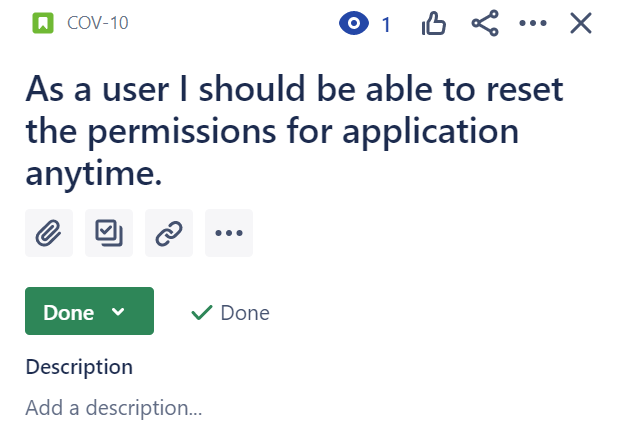 COV-10
1
As a user I should be able to reset
the permissions for application
anytime.
Done
Done
Description
Add a description...